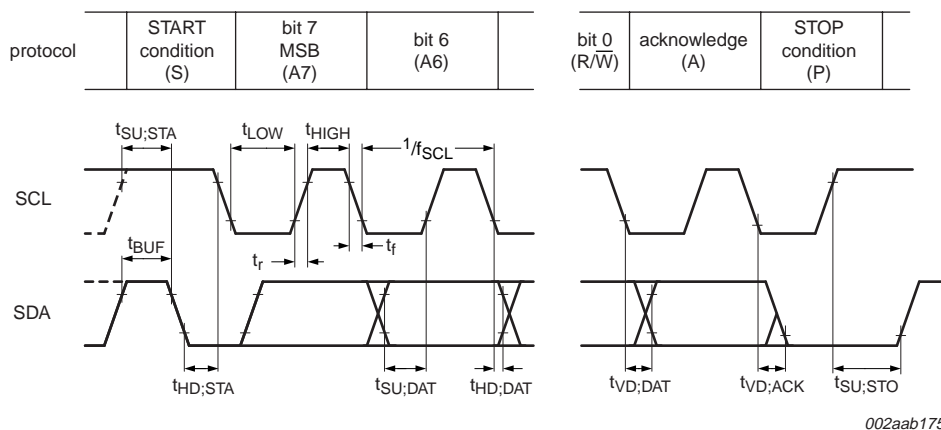 protocol
START
condition
(S)
bit 7
MSB
(A7)
bit 6
(A6)
bit 0
(R/W̅)
acknowledge
(A)
STOP
condition
(P)
tSU;STA
tLOW
tHIGH
1/fSCL
SCL
tBUF
tr
tf
SDA
tHD;STA
tSU;DAT
tHD;DAT
tVD;DAT
tVD;ACK
tSU;STO
002aab175